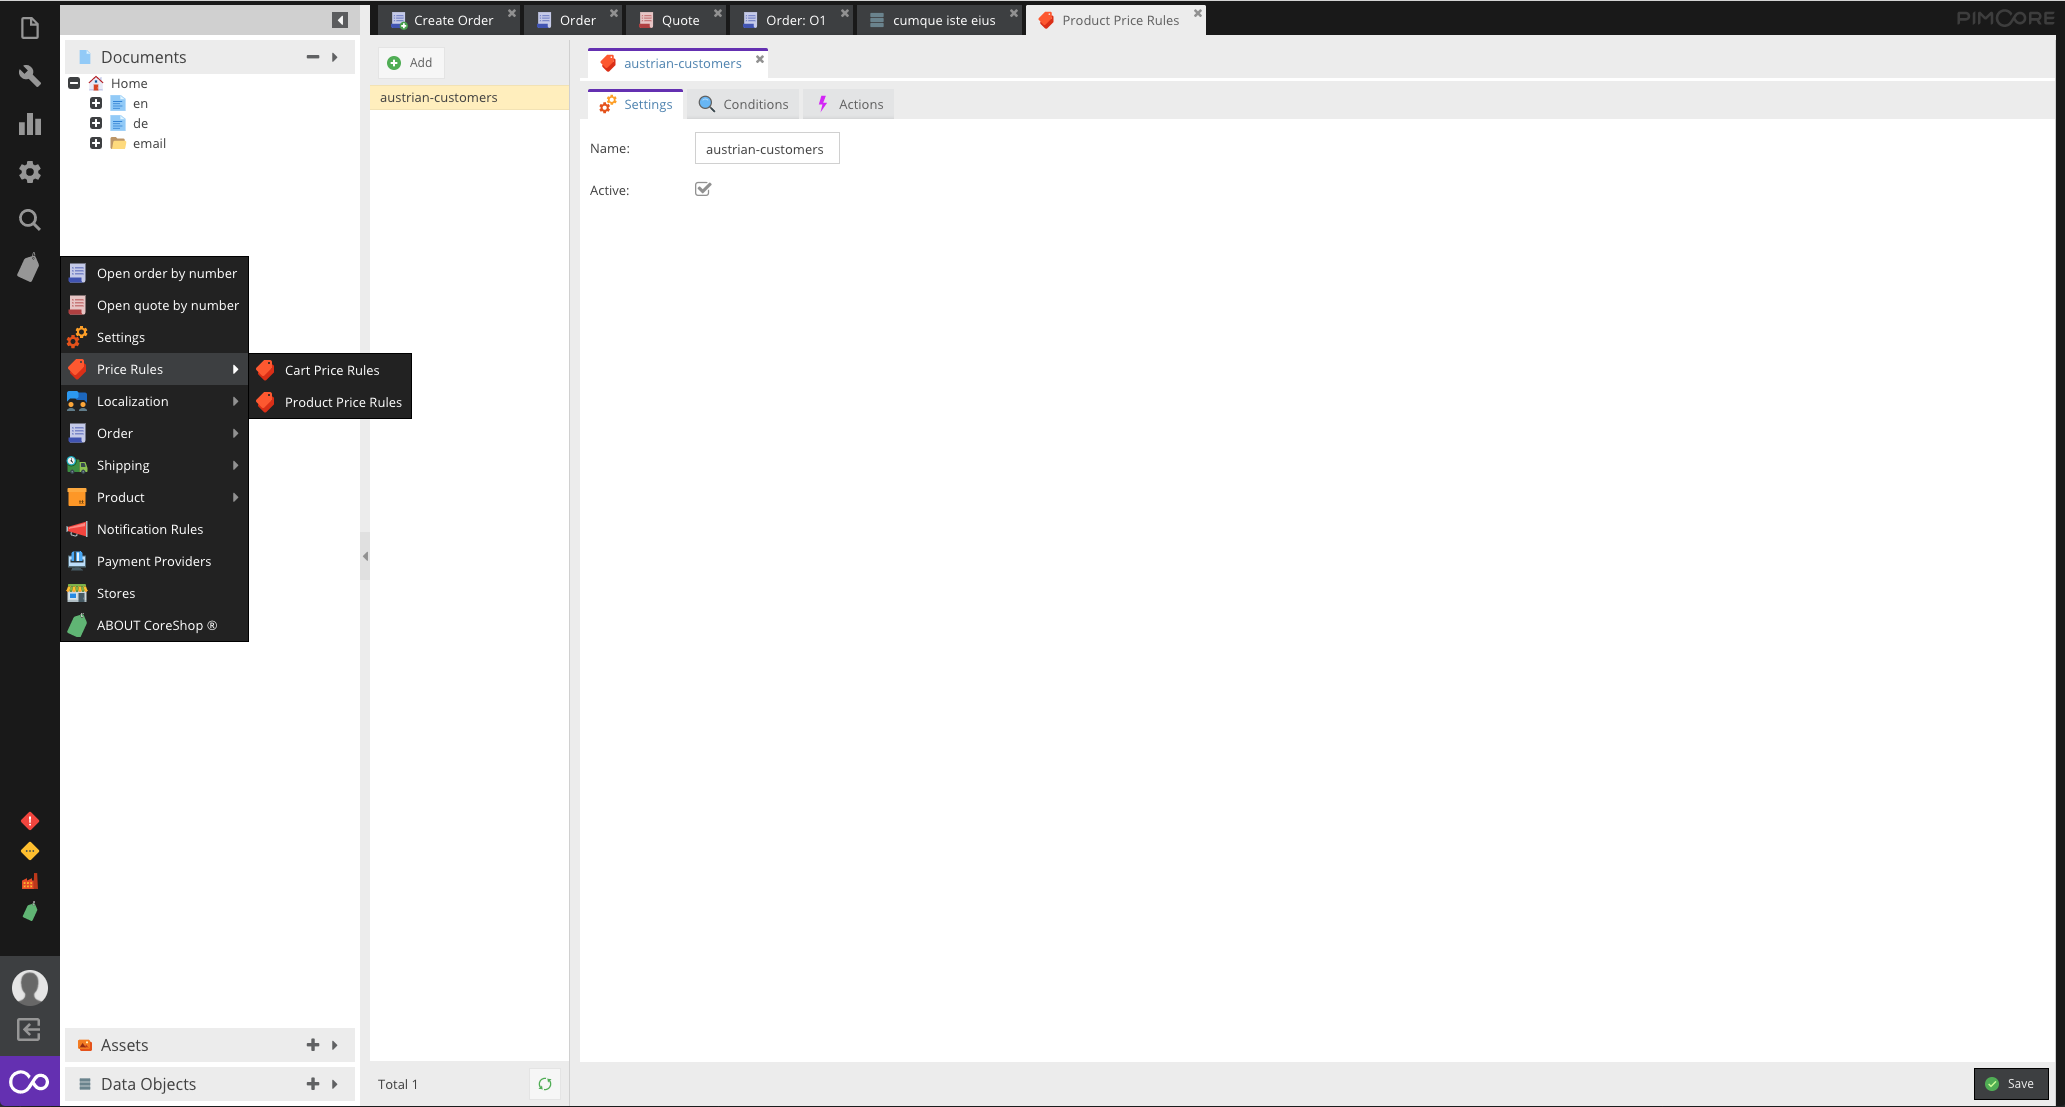 Create Order
Order
Quote
Order: O1
cumque iste eius
Product Price Rules
PIMCORE
Documents
Home
en
de
email
Open order by number
Open quote by number
Settings
Price Rules
Localization
Order
Shipping
Product
Notification Rules
Payment Providers
Stores
ABOUT CoreShop ®
Cart Price Rules
Product Price Rules
Assets
Data Objects
Add
austrian-customers
Total 1
austrian-customers
Settings
Conditions
Actions
Name:
austrian-customers
Active:
Save